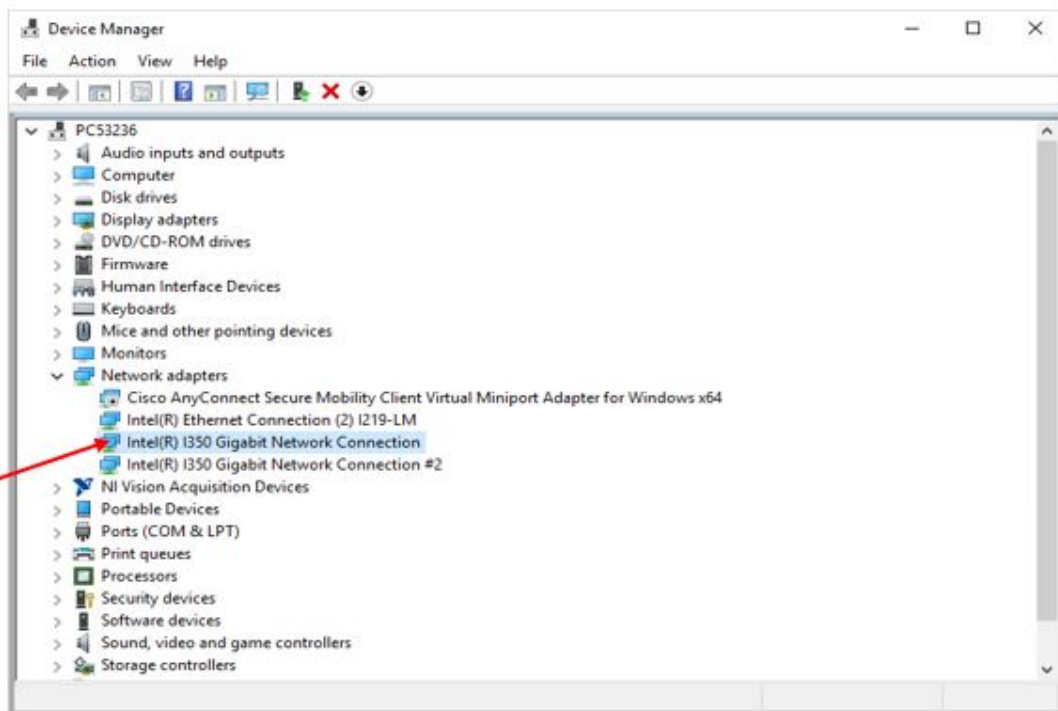 Device Manager
File Action View Help
PC53236
Audio inputs and outputs
Computer
Disk drives
Display adapters
DVD/CD-ROM drives
Firmware
Human Interface Devices
Keyboards
Mice and other pointing devices
Monitors
Network adapters
Cisco AnyConnect Secure Mobility Client Virtual Miniport Adapter for Windows x64
Intel(R) Ethernet Connection (2) I219-LM
Intel(R) I350 Gigabit Network Connection
Intel(R) I350 Gigabit Network Connection #2
NI Vision Acquisition Devices
Portable Devices
Ports (COM & LPT)
Print queues
Processors
Security devices
Software devices
Sound, video and game controllers
Storage controllers